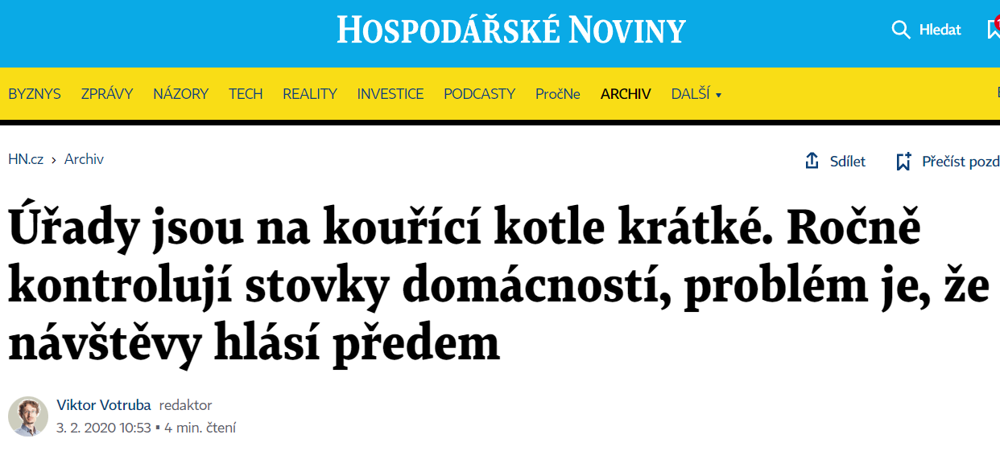 HOSPODÁŘSKÉ NOVINY
Hledat
BYZNYS ZPRÁVY NÁZORY TECH REALITY INVESTICE PODCASTY PročNe ARCHIV DALŠÍ ▾
HN.cz › Archiv
Sdílet Přečíst pozd
Úřady jsou na kouřící kotle krátké. Ročně
kontrolují stovky domácností, problém je, že
návštěvy hlásí předem
Viktor Votruba redaktor
3. 2. 2020 10:53 ▪ 4 min. čtení